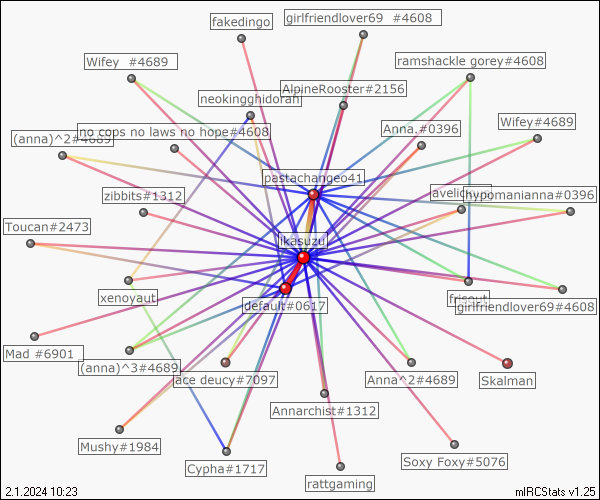 girlfriendlover69 #4608
fakedingo
Wifey #4689
ramshackle gorey#4608
AlpineRooster#2156
neokingghidorah
Wifey#4689
Anna.#0396
no cops no laws no hope#4608
(anna)^2#4689
pastachangeo41
zibbits#1312
hypomanianna#0396
Toucan#2473
ikasuzu
xenoyaut
frisout
default#0617
girlfriendlover69#4608
Mad #6901
(anna)^3#4689
ace deucy#7097
Anna^2#4689
Skalman
Annarchist#1312
Mushy#1984
Cypha#1717
Soxy Foxy#5076
rattgaming
2.1.2024 10:23
mIRCStats v1.25